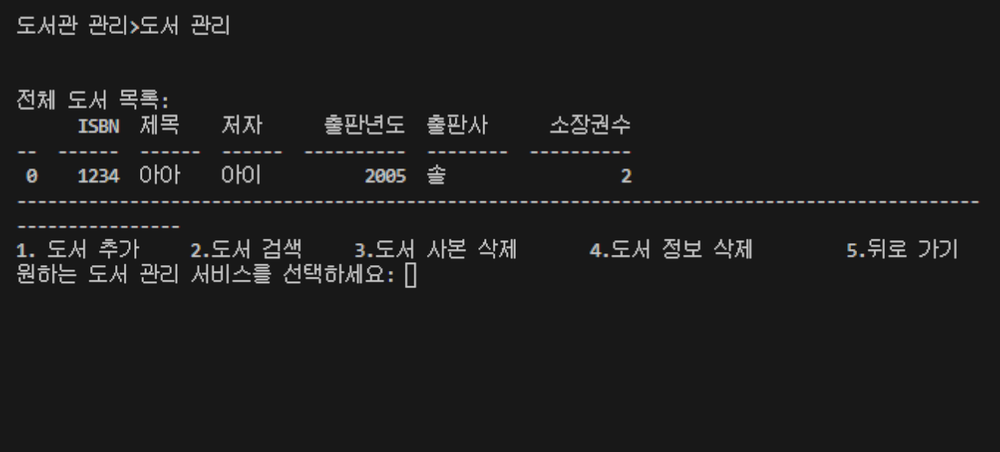 도서관 관리>도서 관리
전체 도서 목록:
ISBN 제목 저자 출판년도 출판사 소장권수
-- ------ ------ ------ ---------- -------- ----------
0 1234 아아 아이 2005 솔 2
----------------------------------------------------------------------------------------------
----------------
1. 도서 추가 2.도서 검색 3.도서 사본 삭제 4.도서 정보 삭제 5.뒤로 가기
원하는 도서 관리 서비스를 선택하세요: